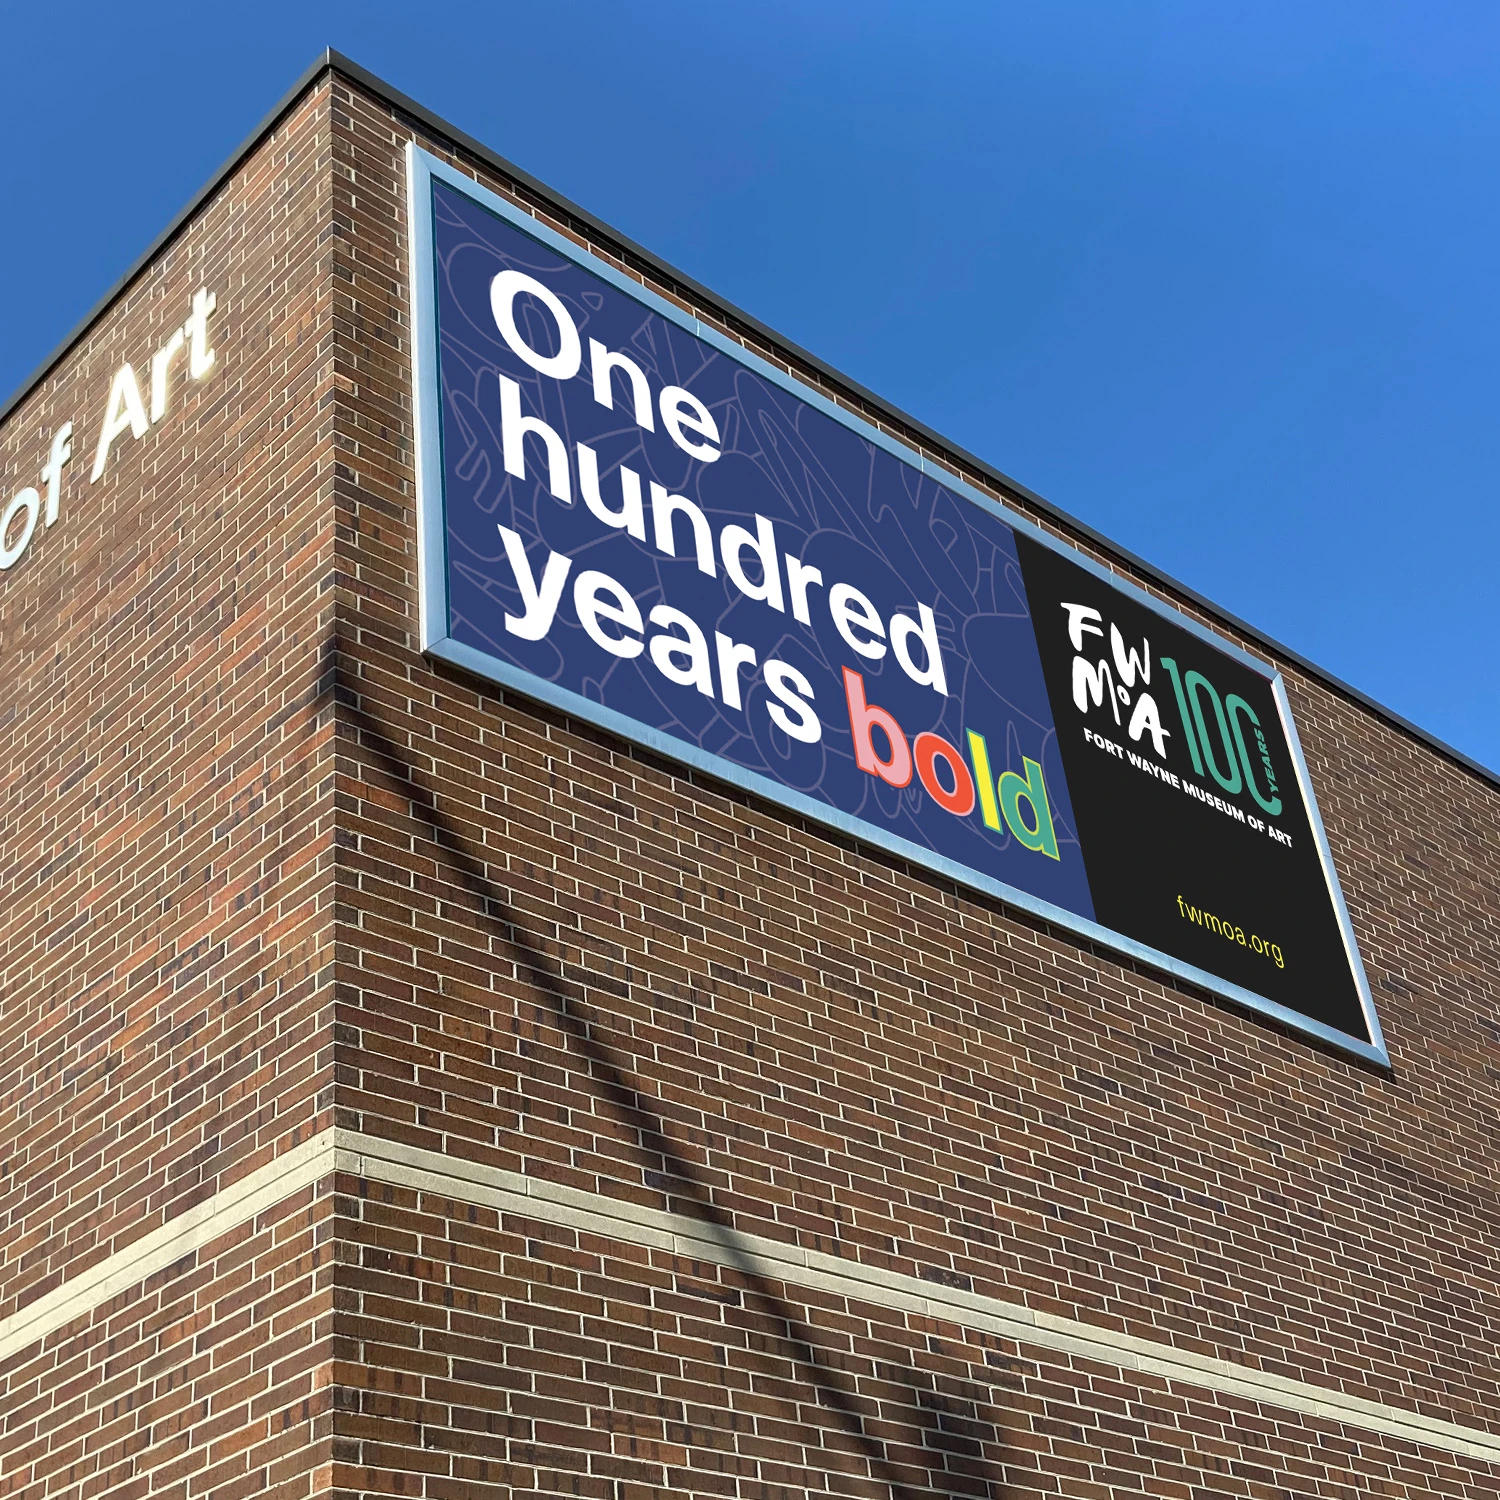 of Art
One
hundred
years bold
FW
MoA
100
YEARS
FORT WAYNE MUSEUM OF ART
fwmoa.org